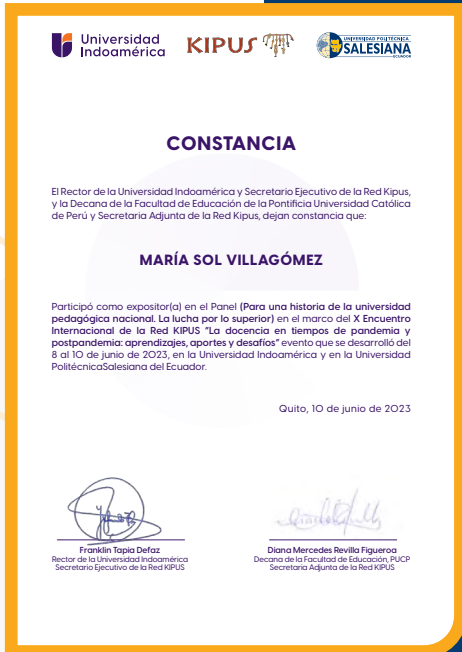 Universidad
Indoamérica
KIPUS
UNIVERSIDAD POLITÉCNICA
SALESIANA
ECUADOR
CONSTANCIA
El Rector de la Universidad Indoamérica y Secretario Ejecutivo de la Red Kipus,
y la Decana de la Facultad de Educación de la Pontificia Universidad Católica
de Perú y Secretaria Adjunta de la Red Kipus, dejan constancia que:
MARÍA SOL VILLAGÓMEZ
Participó como expositor(a) en el Panel (Para una historia de la universidad
pedagógica nacional. La lucha por lo superior) en el marco del X Encuentro
Internacional de la Red KIPUS "La docencia en tiempos de pandemia y
postpandemia: aprendizajes, aportes y desafíos" evento que se desarrolló del
8 al 10 de junio de 2023, en la Universidad Indoamérica y en la Universidad
PolitécnicaSalesiana del Ecuador.
Quito, 10 de junio de 2023
Franklin Tapia Defaz
Rector de la Universidad Indoamérica
Secretario Ejecutivo de la Red KIPUS
Diana Mercedes Revilla Figueroa
Decana de la Facultad de Educación, PUCP
Secretaria Adjunta de la Red KIPUS